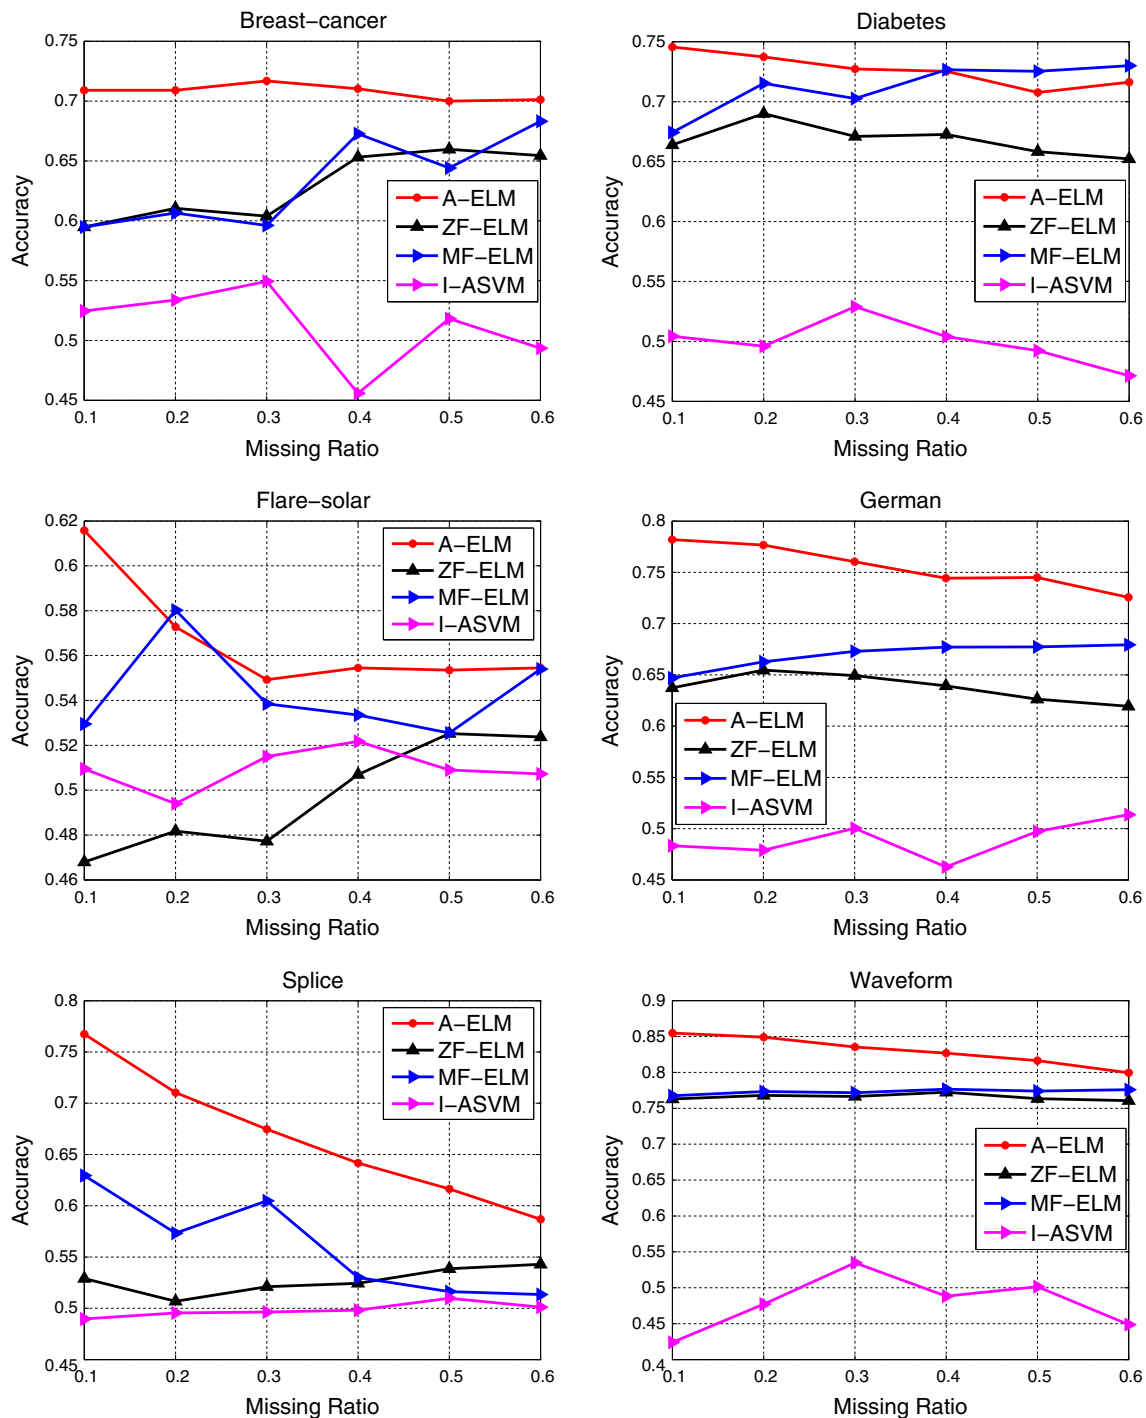 Breast−cancer
0.75
0.7
0.65
0.6
0.55
0.5
0.45
Accuracy
A−ELM
ZF−ELM
MF−ELM
I−ASVM
0.1 0.2 0.3 0.4 0.5 0.6
Missing Ratio
Diabetes
0.75
0.7
0.65
0.6
0.55
0.5
0.45
Accuracy
A−ELM
ZF−ELM
MF−ELM
I−ASVM
0.1 0.2 0.3 0.4 0.5 0.6
Missing Ratio
Flare−solar
0.62
0.6
0.58
0.56
0.54
0.52
0.5
0.48
0.46
Accuracy
A−ELM
ZF−ELM
MF−ELM
I−ASVM
0.1 0.2 0.3 0.4 0.5 0.6
Missing Ratio
German
0.8
0.75
0.7
0.65
0.6
0.55
0.5
0.45
Accuracy
A−ELM
ZF−ELM
MF−ELM
I−ASVM
0.1 0.2 0.3 0.4 0.5 0.6
Missing Ratio
Splice
0.8
0.75
0.7
0.65
0.6
0.55
0.5
0.45
Accuracy
A−ELM
ZF−ELM
MF−ELM
I−ASVM
0.1 0.2 0.3 0.4 0.5 0.6
Missing Ratio
Waveform
0.9
0.85
0.8
0.75
0.7
0.65
0.6
0.55
0.5
0.45
0.4
Accuracy
A−ELM
ZF−ELM
MF−ELM
I−ASVM
0.1 0.2 0.3 0.4 0.5 0.6
Missing Ratio